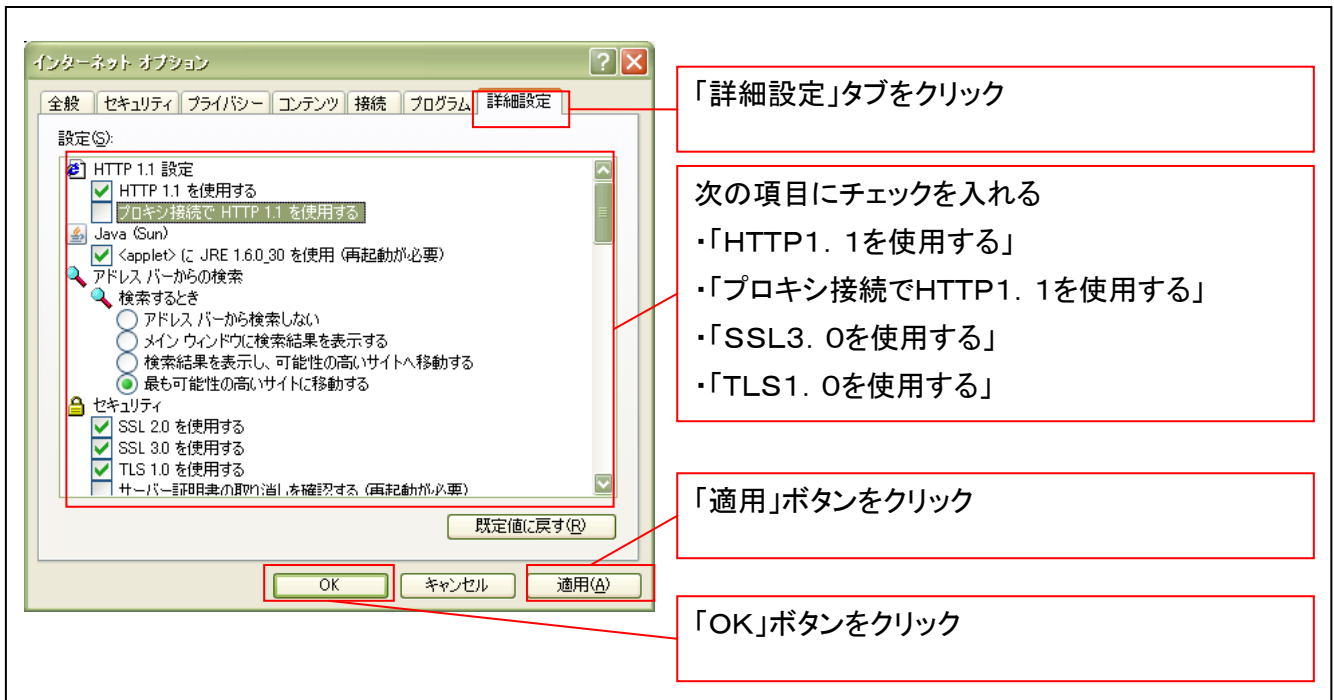 インターネット オプション
全般 セキュリティ プライバシー コンテンツ 接続 プログラム 詳細設定
設定(S):
HTTP 1.1 設定
HTTP 1.1 を使用する
プロキシ接続で HTTP 1.1 を使用する
Java (Sun)
<applet> に JRE 1.6.0_30 を使用 (再起動が必要)
アドレス バーからの検索
検索するとき
アドレス バーから検索しない
メイン ウィンドウに検索結果を表示する
検索結果を表示し、可能性の高いサイトへ移動する
最も可能性の高いサイトに移動する
セキュリティ
SSL 2.0 を使用する
SSL 3.0 を使用する
TLS 1.0 を使用する
サーバー証明書の取り消しを確認する (再起動が必要)
既定値に戻す(R)
OK キャンセル 適用(A)
「詳細設定」タブをクリック
次の項目にチェックを入れる
・「HTTP1．1を使用する」
・「プロキシ接続でHTTP1．1を使用する」
・「SSL3．0を使用する」
・「TLS1．0を使用する」
「適用」ボタンをクリック
「OK」ボタンをクリック